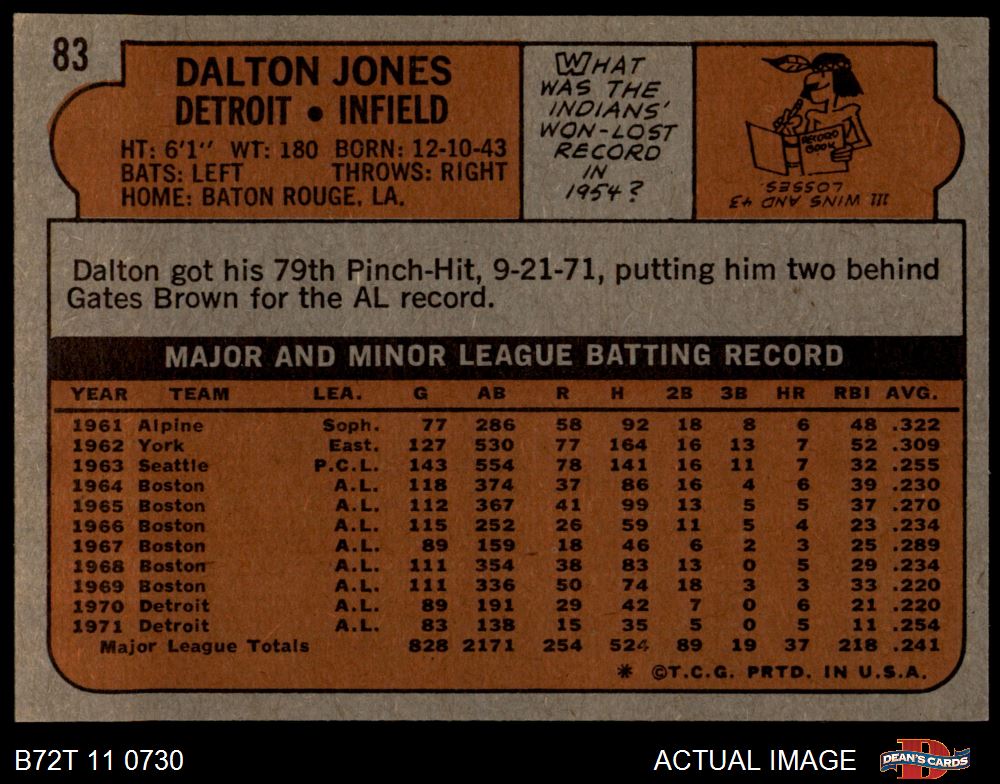 83
DALTON JONES
DETROIT • INFIELD
HT: 6'1" WT: 180 BORN: 12-10-43
BATS: LEFT THROWS: RIGHT
HOME: BATON ROUGE, LA.
WHAT
WAS THE
INDIANS'
WON-LOST
RECORD
IN
1954?
RECORD
BOOK
111 WINS AND 43
LOSSES
Dalton got his 79th Pinch-Hit, 9-21-71, putting him two behind
Gates Brown for the AL record.
MAJOR AND MINOR LEAGUE BATTING RECORD
YEAR TEAM LEA. G AB R H 2B 3B HR RBI AVG.
1961 Alpine Soph. 77 286 58 92 18 8 6 48 .322
1962 York East. 127 530 77 164 16 13 7 52 .309
1963 Seattle P.C.L. 143 554 78 141 16 11 7 32 .255
1964 Boston A.L. 118 374 37 86 16 4 6 39 .230
1965 Boston A.L. 112 367 41 99 13 5 5 37 .270
1966 Boston A.L. 115 252 26 59 11 5 4 23 .234
1967 Boston A.L. 89 159 18 46 6 2 3 25 .289
1968 Boston A.L. 111 354 38 83 13 0 5 29 .234
1969 Boston A.L. 111 336 50 74 18 3 3 33 .220
1970 Detroit A.L. 89 191 29 42 7 0 6 21 .220
1971 Detroit A.L. 83 138 15 35 5 0 5 11 .254
Major League Totals 828 2171 254 524 89 19 37 218 .241
* ©T.C.G. PRTD. IN U.S.A.
B72T 11 0730
ACTUAL IMAGE
D
DEAN'S CARDS